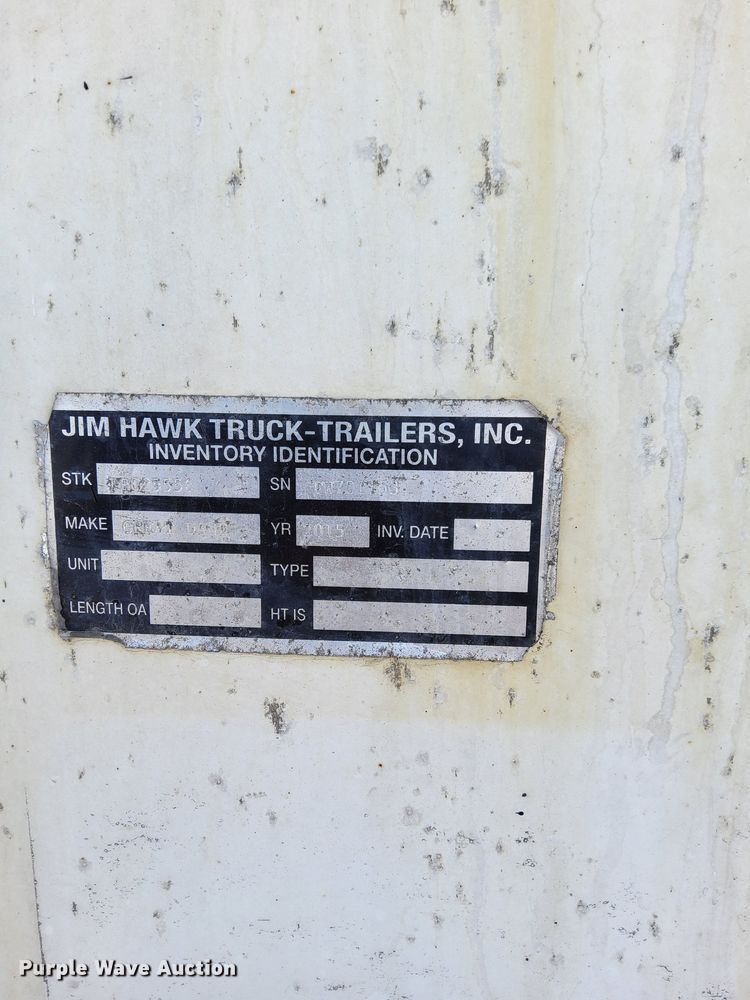 JIM HAWK TRUCK-TRAILERS, INC.
INVENTORY IDENTIFICATION
STK SN
MAKE YR 2015 INV. DATE
UNIT TYPE
LENGTH OA HT IS
Purple Wave Auction